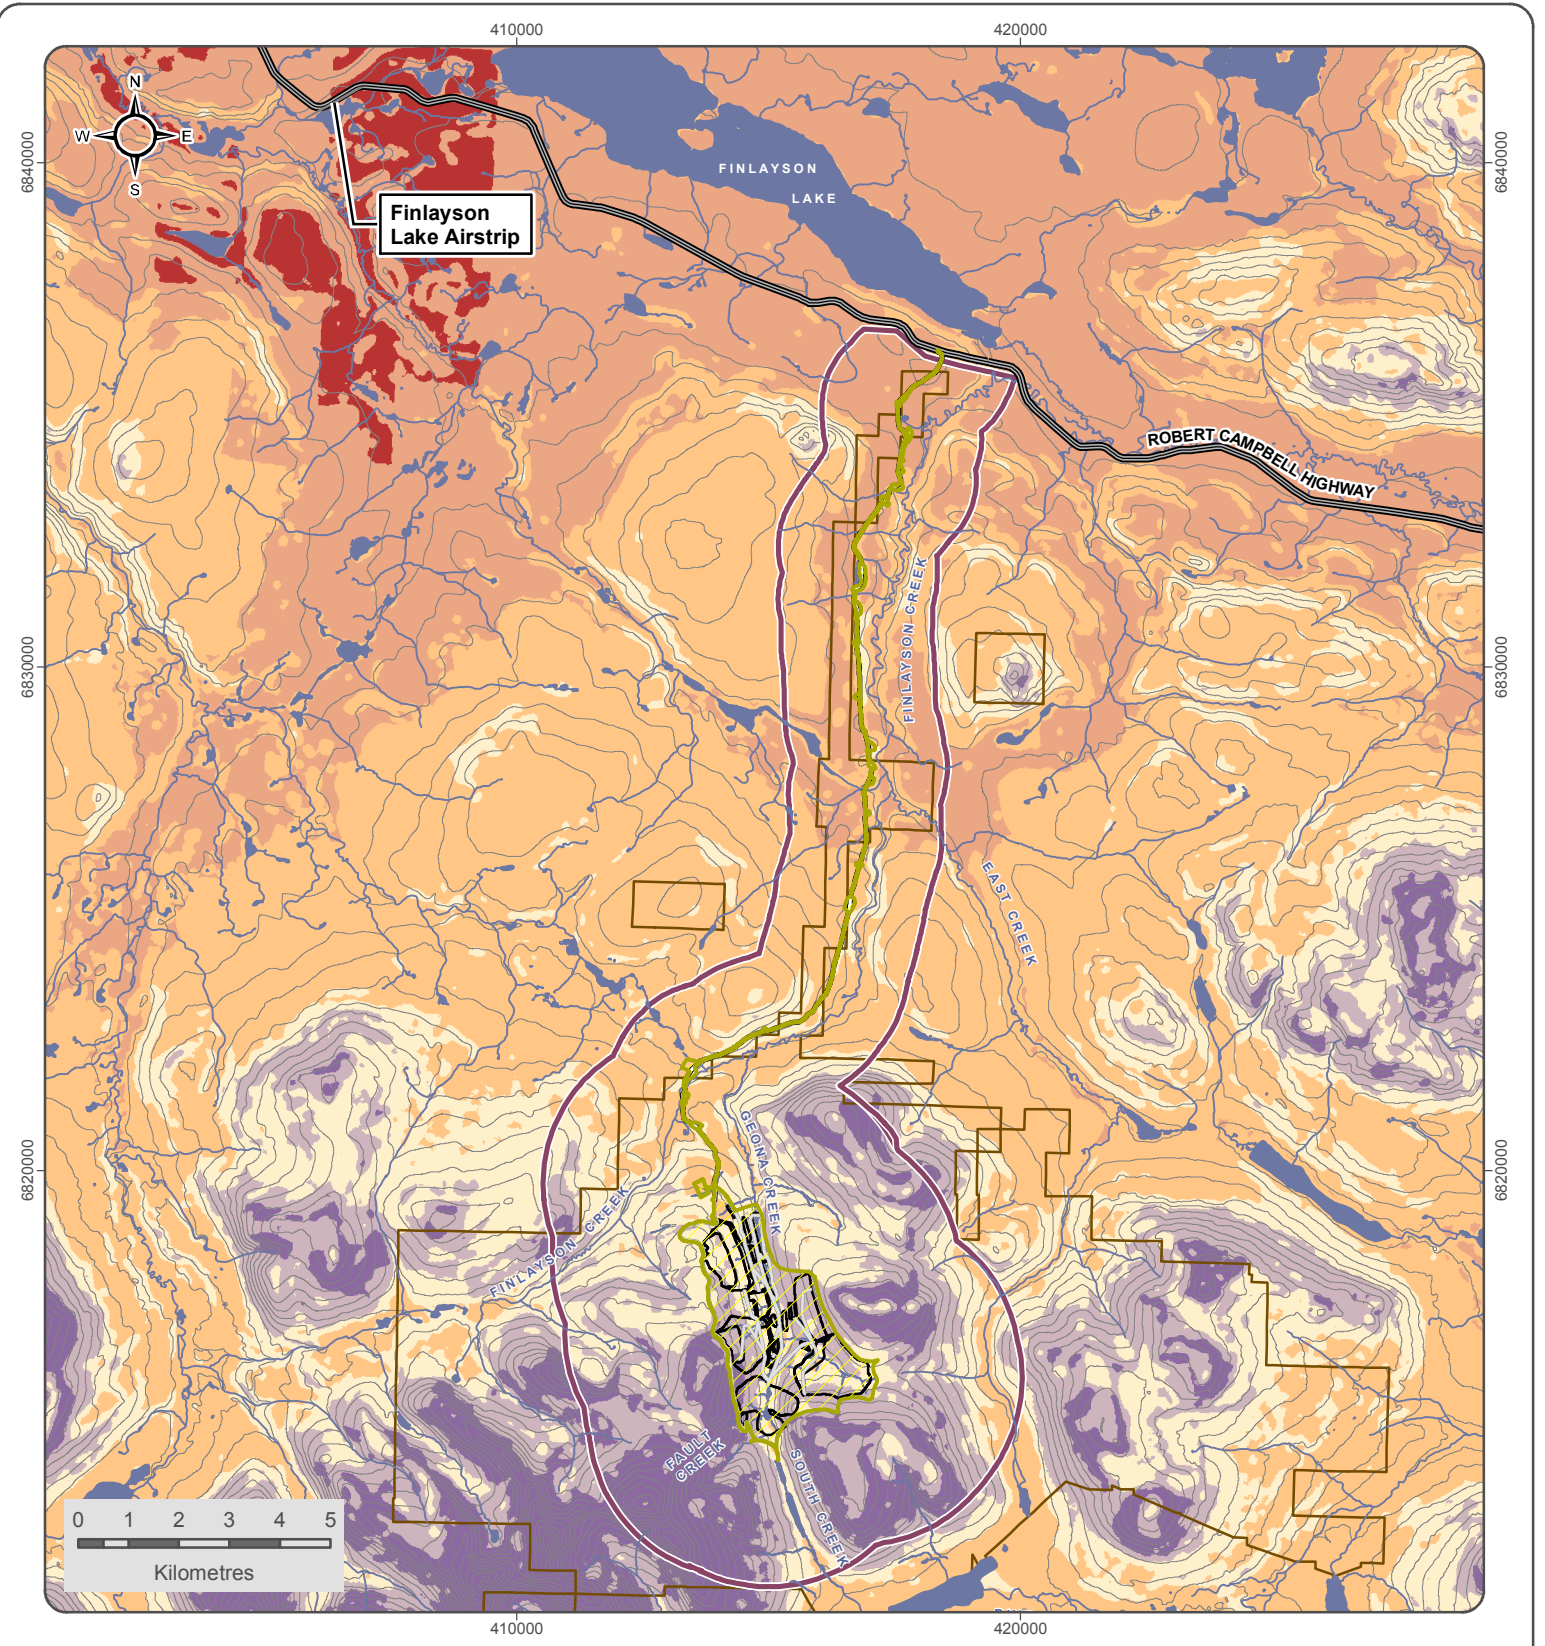 410000
420000
6840000
6840000
N
W
E
S
FINLAYSON
LAKE
Finlayson
Lake Airstrip
ROBERT CAMPBELL HIGHWAY
FINLAYSON CREEK
6830000
6830000
EAST CREEK
GEONA CREEK
6820000
6820000
FINLAYSON CREEK
FAULT
CREEK
SOUTH CREEK
0 1 2 3 4 5
Kilometres
410000
420000